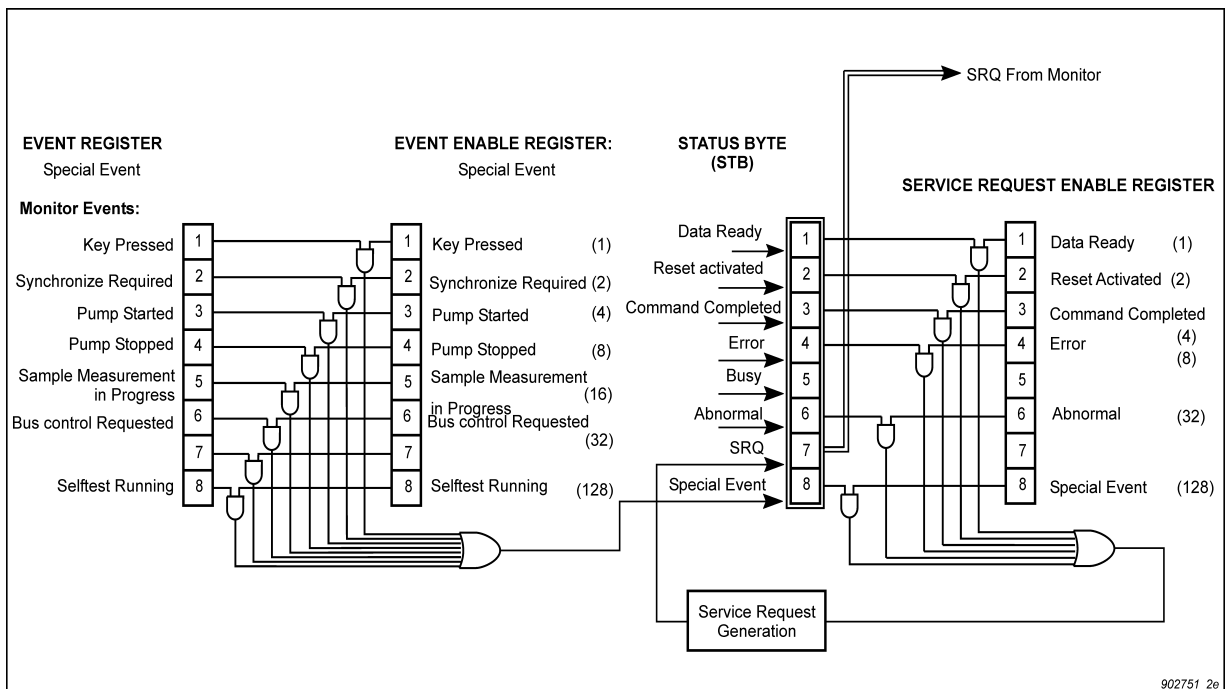 SRQ From Monitor
EVENT REGISTER
Special Event
Monitor Events:
Key Pressed
Synchronize Required
Pump Started
Pump Stopped
Sample Measurement
in Progress
Bus control Requested
Selftest Running
1
2
3
4
5
6
7
8
EVENT ENABLE REGISTER:
Special Event
1 Key Pressed (1)
2 Synchronize Required (2)
3 Pump Started (4)
4 Pump Stopped (8)
5 Sample Measurement
in Progress (16)
6 Bus control Requested
(32)
7
8 Selftest Running (128)
STATUS BYTE
(STB)
Data Ready
Reset activated
Command Completed
Error
Busy
Abnormal
SRQ
Special Event
1
2
3
4
5
6
7
8
SERVICE REQUEST ENABLE REGISTER
1 Data Ready (1)
2 Reset Activated (2)
3 Command Completed
(4)
4 Error
(8)
5
6 Abnormal (32)
7
8 Special Event (128)
Service Request
Generation
902751_2e